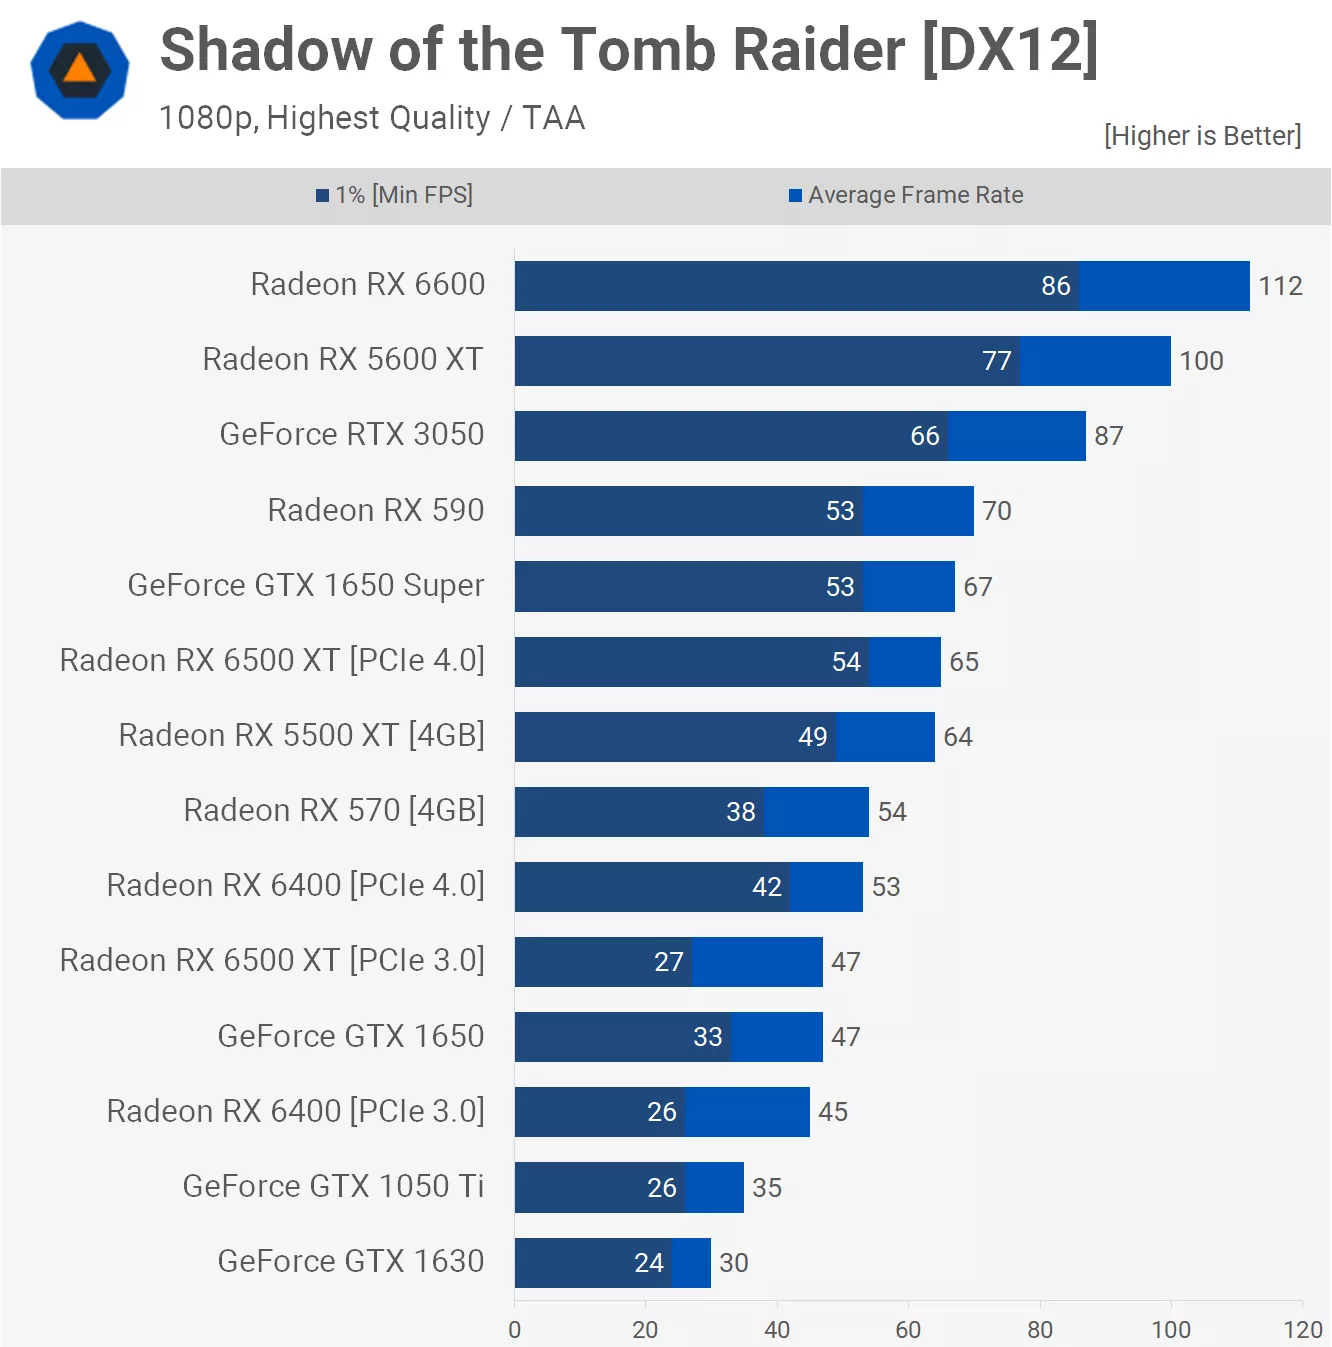 Shadow of the Tomb Raider [DX12]
1080p, Highest Quality / TAA
[Higher is Better]
1% [Min FPS] Average Frame Rate
Radeon RX 6600 86 112
Radeon RX 5600 XT 77 100
GeForce RTX 3050 66 87
Radeon RX 590 53 70
GeForce GTX 1650 Super 53 67
Radeon RX 6500 XT [PCIe 4.0] 54 65
Radeon RX 5500 XT [4GB] 49 64
Radeon RX 570 [4GB] 38 54
Radeon RX 6400 [PCIe 4.0] 42 53
Radeon RX 6500 XT [PCIe 3.0] 27 47
GeForce GTX 1650 33 47
Radeon RX 6400 [PCIe 3.0] 26 45
GeForce GTX 1050 Ti 26 35
GeForce GTX 1630 24 30
0 20 40 60 80 100 120